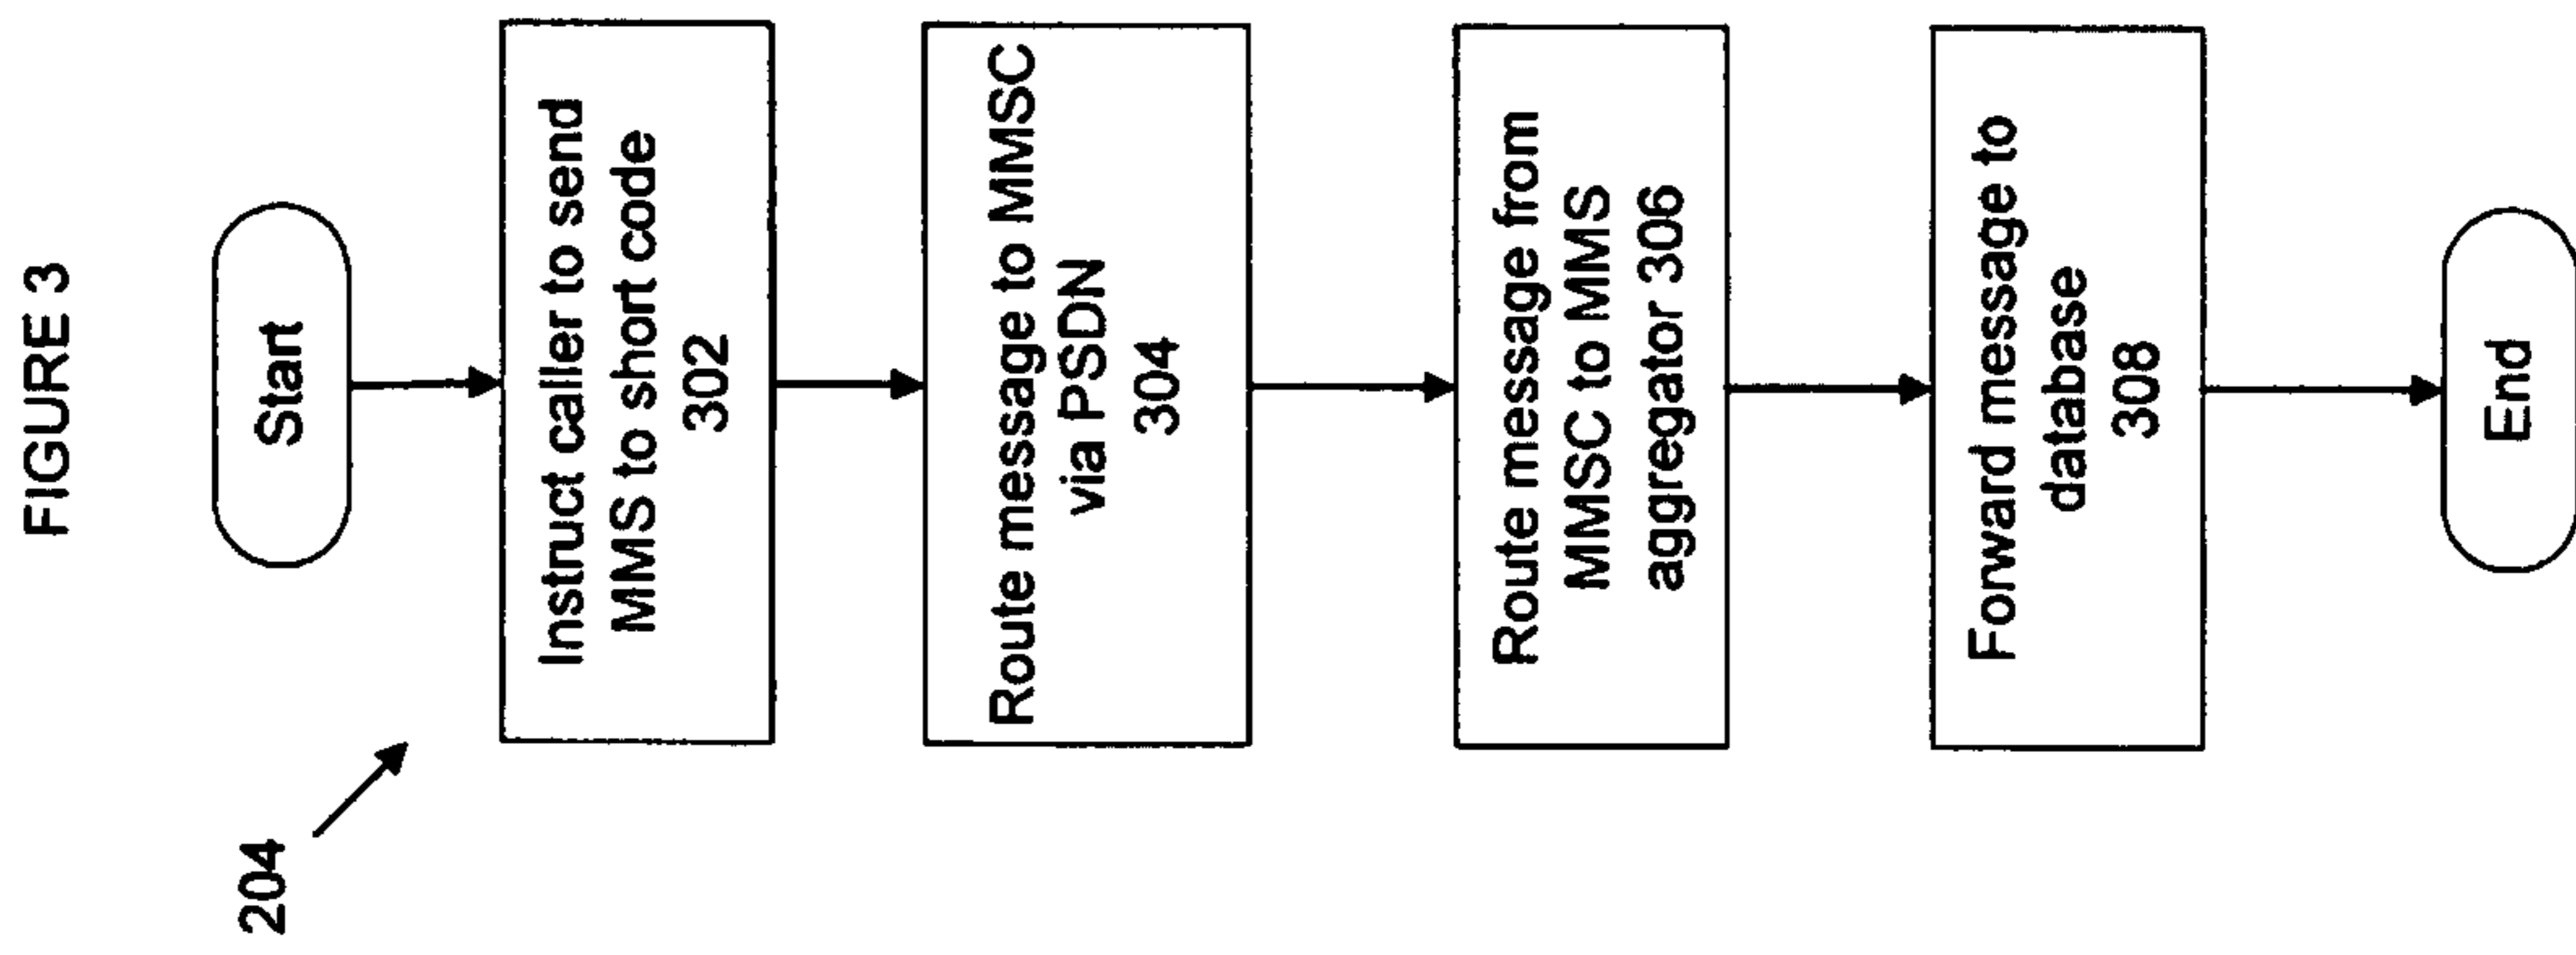 FIGURE 3
204
Start
Instruct caller to send
MMS to short code
302
Route message to MMSC
via PSDN
304
Route message from
MMSC to MMS
aggregator 306
Forward message to
database
308
End